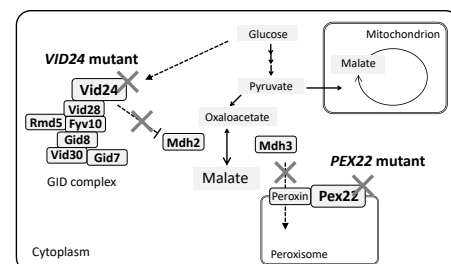 Glucose
Mitochondrion
VID24 mutant
Malate
Vid24
Pyruvate
Vid28
Rmd5
Fyv10
Oxaloacetate
Gid8
Mdh2
Mdh3
Vid30
Gid7
PEX22 mutant
GID complex
Malate
Peroxin
Pex22
Cytoplasm
Peroxisome